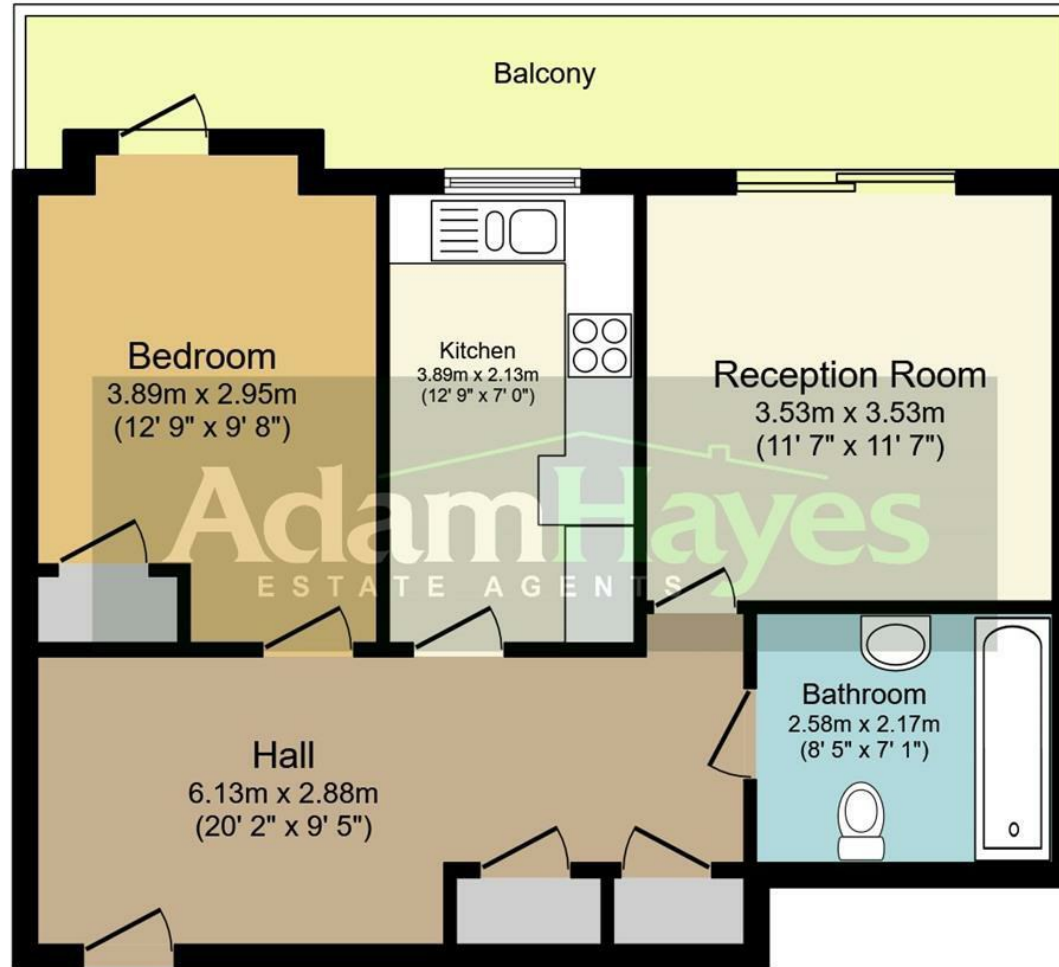 Balcony
Bedroom
3.89m x 2.95m
(12' 9" x 9' 8")
Kitchen
3.89m x 2.13m
(12' 9" x 7' 0")
Reception Room
3.53m x 3.53m
(11' 7" x 11' 7")
AdamHayes
ESTATE AGENTS
Hall
6.13m x 2.88m
(20' 2" x 9' 5")
Bathroom
2.58m x 2.17m
(8' 5" x 7' 1")